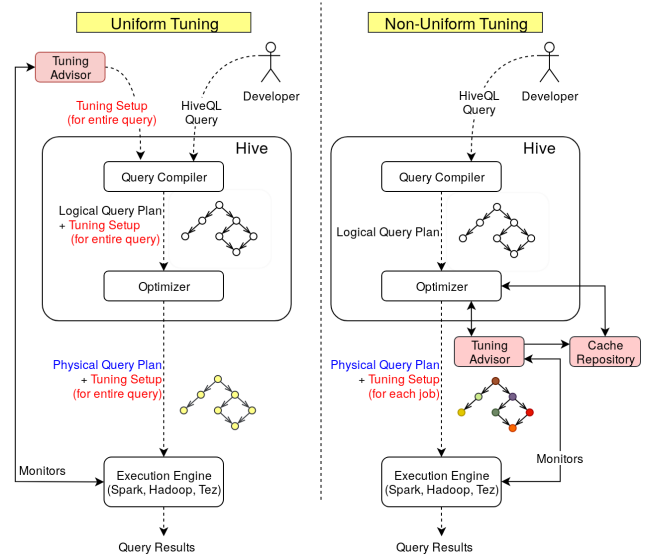 Uniform Tuning
Tuning
Advisor
Developer
Tuning Setup
(for entire query)
HiveQL
Query
Hive
Query Compiler
Logical Query Plan
+ Tuning Setup
(for entire query)
Optimizer
Physical Query Plan
+ Tuning Setup
(for entire query)
Monitors
Execution Engine
(Spark, Hadoop, Tez)
Query Results
Non-Uniform Tuning
Developer
HiveQL
Query
Hive
Query Compiler
Logical Query Plan
Optimizer
Tuning
Advisor
Cache
Repository
Physical Query Plan
+ Tuning Setup
(for each job)
Monitors
Execution Engine
(Spark, Hadoop, Tez)
Query Results